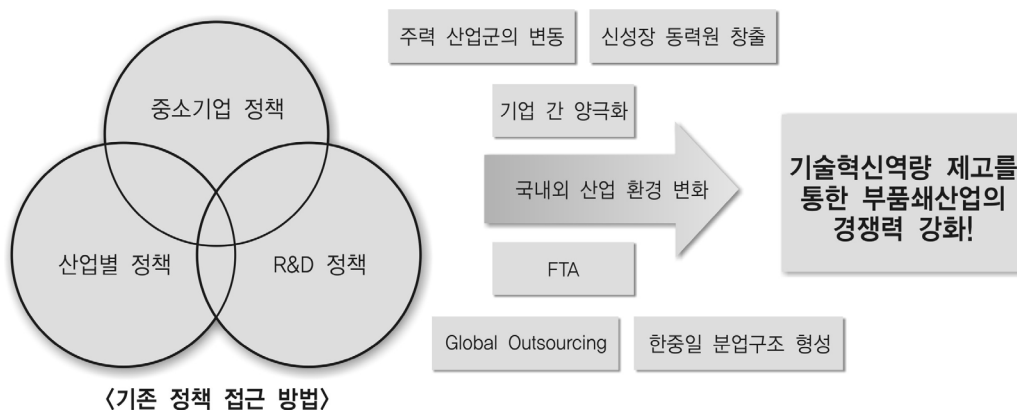 중소기업 정책
산업별 정책
R&D 정책
〈기존 정책 접근 방법〉
주력 산업군의 변동
신성장 동력원 창출
기업 간 양극화
국내외 산업 환경 변화
FTA
Global Outsourcing
한중일 분업구조 형성
기술혁신역량 제고를
통한 부품쇄산업의
경쟁력 강화!